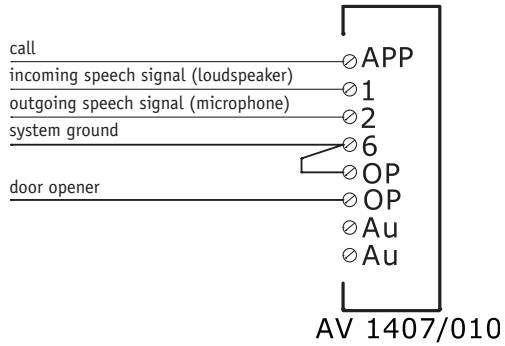 call
APP
incoming speech signal (loudspeaker)
1
outgoing speech signal (microphone)
2
system ground
6
OP
door opener
OP
Au
Au
AV 1407/010